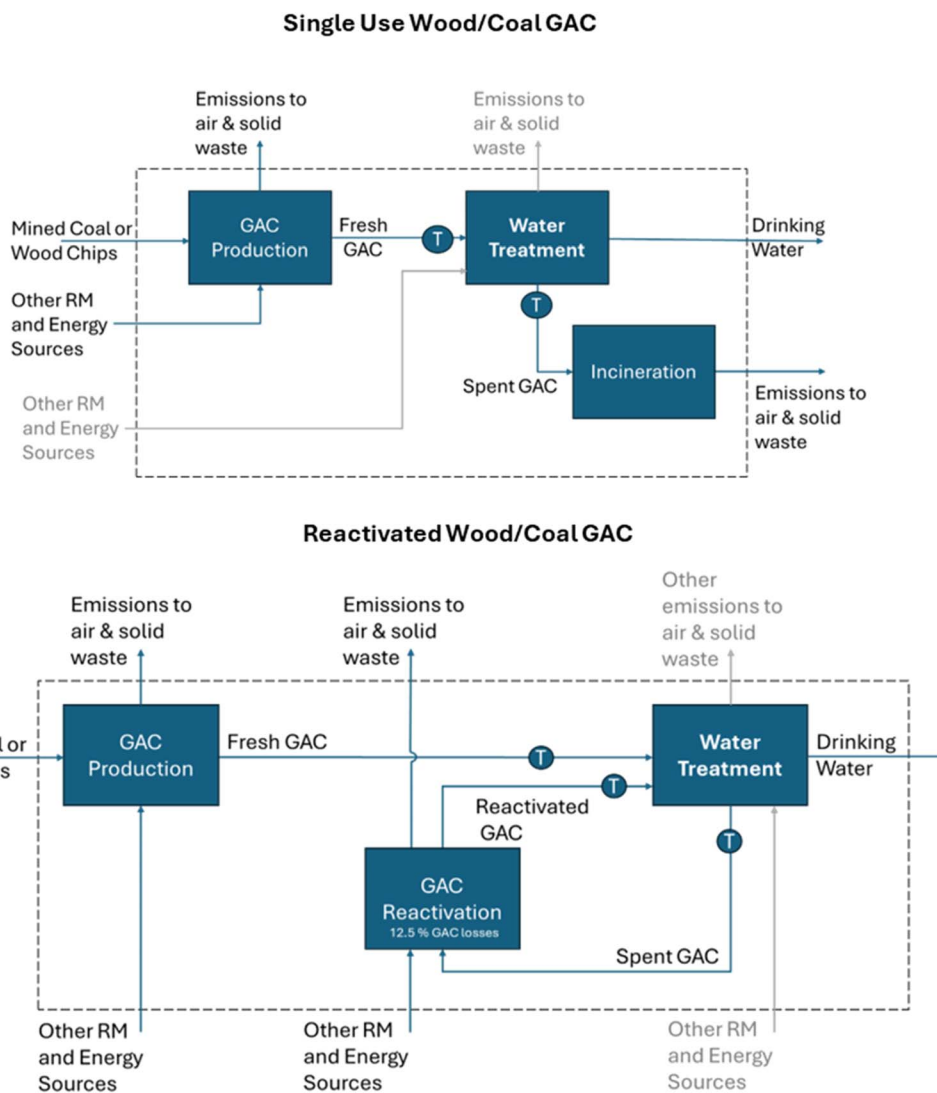 Single Use Wood/Coal GAC
Emissions to
air & solid
waste
Emissions to
air & solid
waste
Mined Coal or
Wood Chips
GAC
Production
Fresh
GAC
T
Water
Treatment
Drinking
Water
Other RM
and Energy
Sources
T
Spent GAC
Incineration
Emissions to
air & solid
waste
Other RM
and Energy
Sources
Reactivated Wood/Coal GAC
Emissions to
air & solid
waste
Emissions to
air & solid
waste
Other
emissions to
air & solid
waste
l or
s
GAC
Production
Fresh GAC
T
Water
Treatment
Drinking
Water
T
Reactivated
GAC
T
GAC
Reactivation
12.5 % GAC losses
Spent GAC
Other RM
and Energy
Sources
Other RM
and Energy
Sources
Other RM
and Energy
Sources